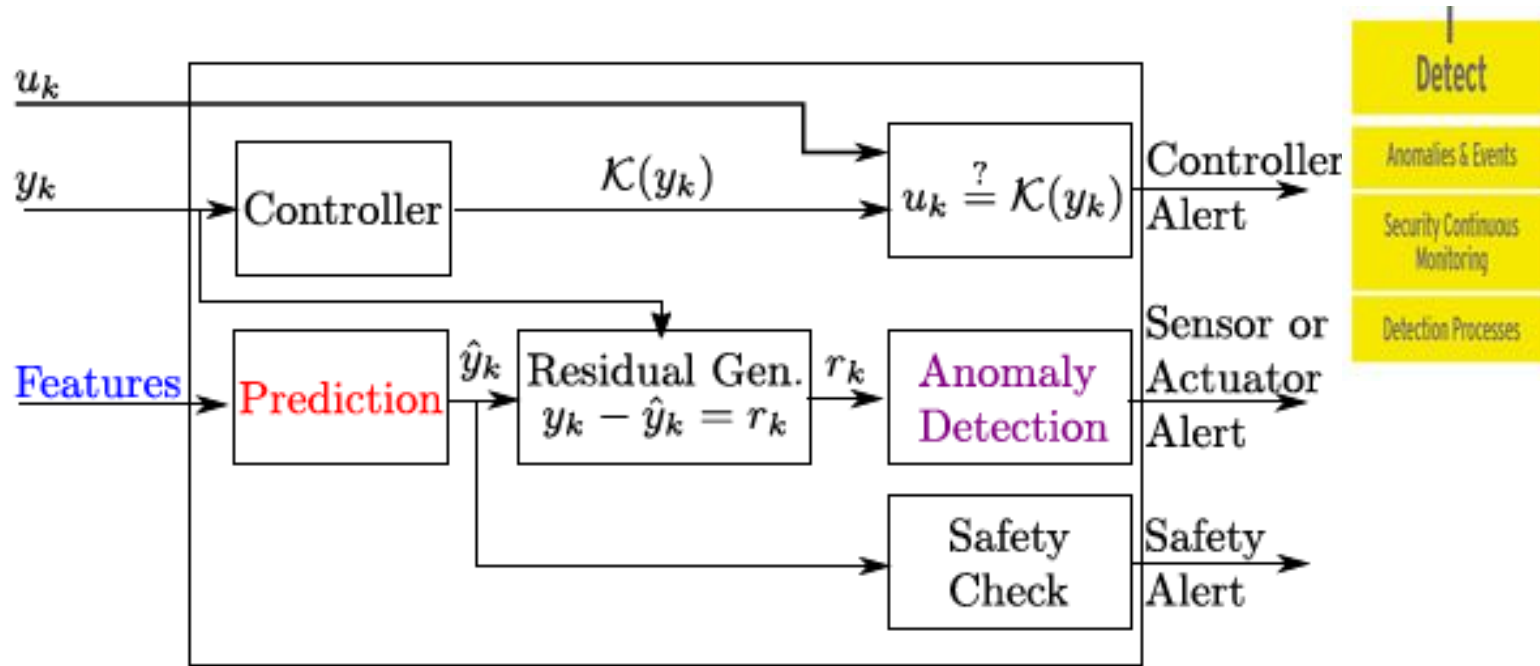 u_k
y_k
Features
Controller
𝒦(y_k)
u_k ?= 𝒦(y_k)
Controller
Alert
Prediction
ŷ_k
Residual Gen.
y_k − ŷ_k = r_k
r_k
Anomaly
Detection
Sensor or
Actuator
Alert
Safety
Check
Safety
Alert
Detect
Anomalies & Events
Security Continuous
Monitoring
Detection Processes